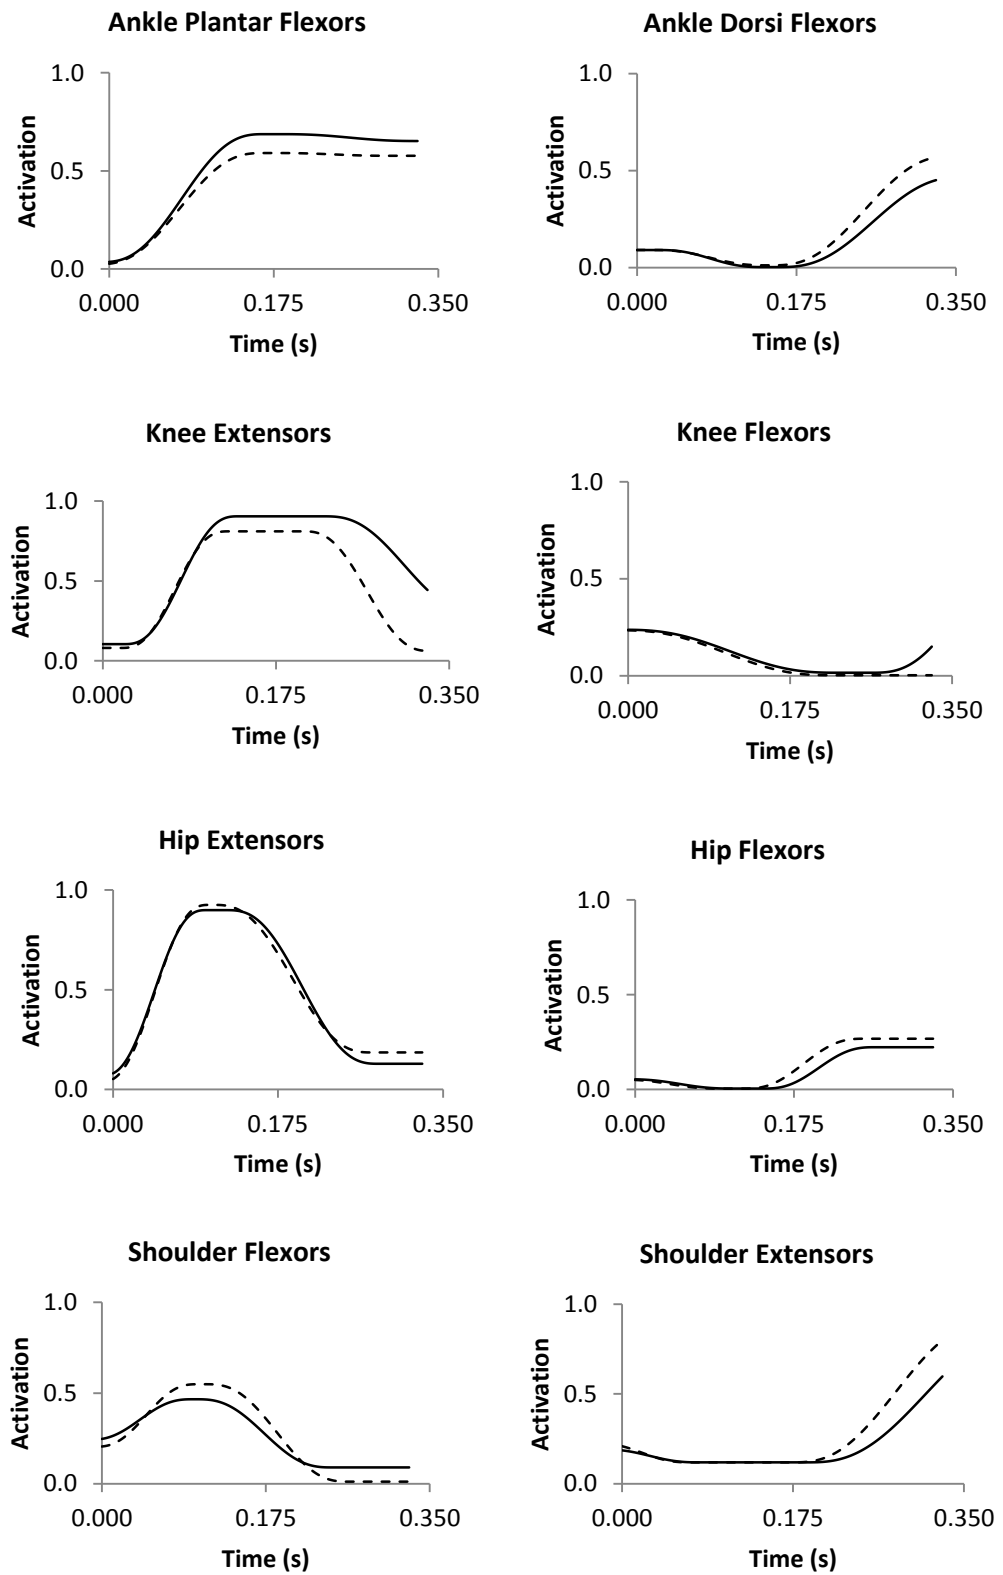 Ankle Plantar Flexors
1.0
0.5
0.0
Activation
0.000 0.175 0.350
Time (s)
Ankle Dorsi Flexors
1.0
0.5
0.0
Activation
0.000 0.175 0.350
Time (s)
Knee Extensors
1.0
0.5
0.0
Activation
0.000 0.175 0.350
Time (s)
Knee Flexors
1.0
0.5
0.0
Activation
0.000 0.175 0.350
Time (s)
Hip Extensors
1.0
0.5
0.0
Activation
0.000 0.175 0.350
Time (s)
Hip Flexors
1.0
0.5
0.0
Activation
0.000 0.175 0.350
Time (s)
Shoulder Flexors
1.0
0.5
0.0
Activation
0.000 0.175 0.350
Time (s)
Shoulder Extensors
1.0
0.5
0.0
Activation
0.000 0.175 0.350
Time (s)